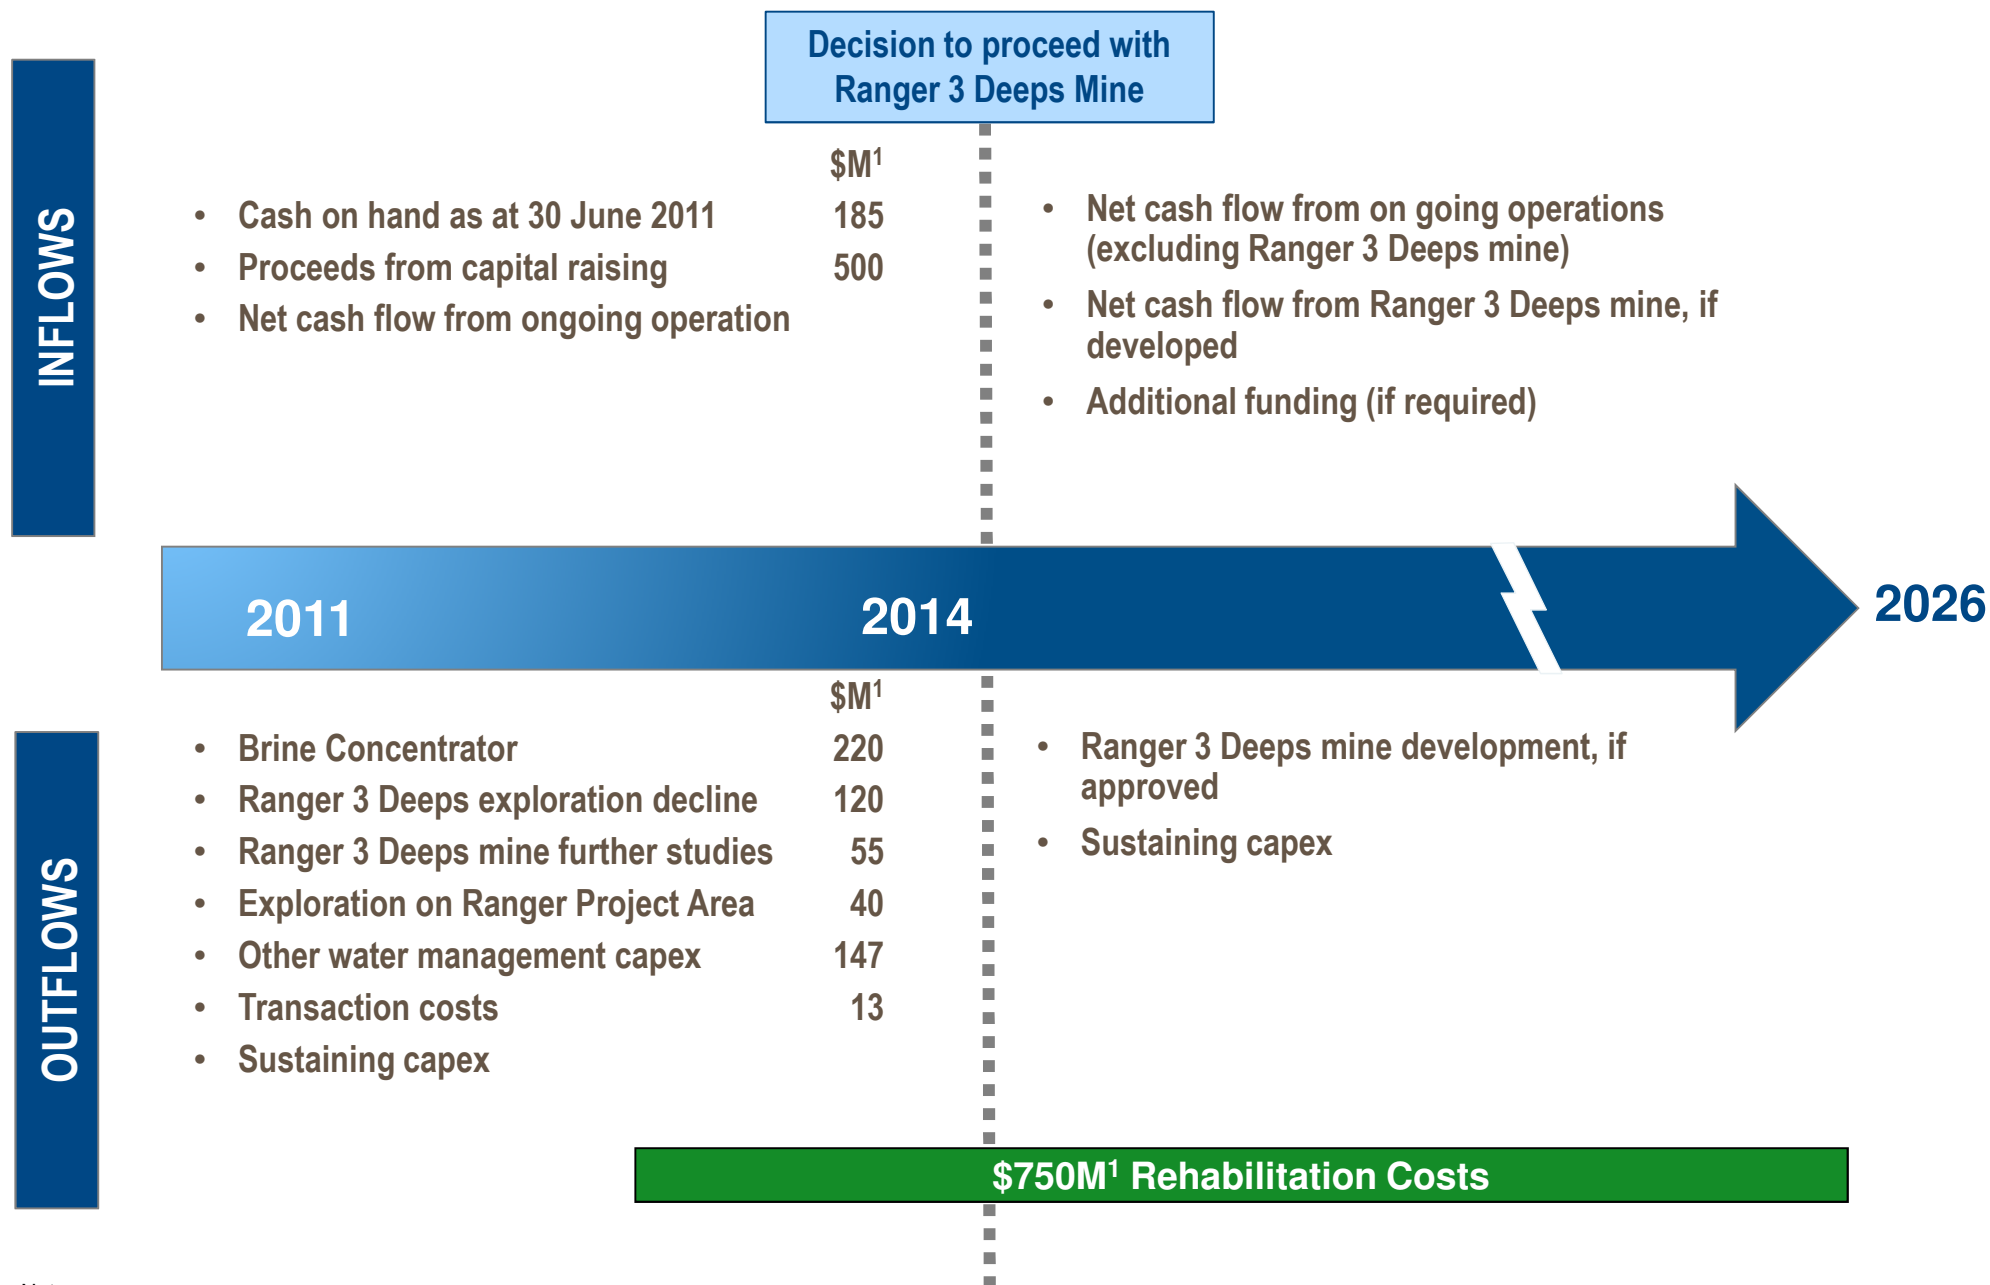 Decision to proceed with
Ranger 3 Deeps Mine
INFLOWS
$M¹
• Cash on hand as at 30 June 2011 185
• Proceeds from capital raising 500
• Net cash flow from ongoing operation
• Net cash flow from on going operations
(excluding Ranger 3 Deeps mine)
• Net cash flow from Ranger 3 Deeps mine, if
developed
• Additional funding (if required)
2011 2014 2026
OUTFLOWS
$M¹
• Brine Concentrator 220
• Ranger 3 Deeps exploration decline 120
• Ranger 3 Deeps mine further studies 55
• Exploration on Ranger Project Area 40
• Other water management capex 147
• Transaction costs 13
• Sustaining capex
• Ranger 3 Deeps mine development, if
approved
• Sustaining capex
$750M¹ Rehabilitation Costs